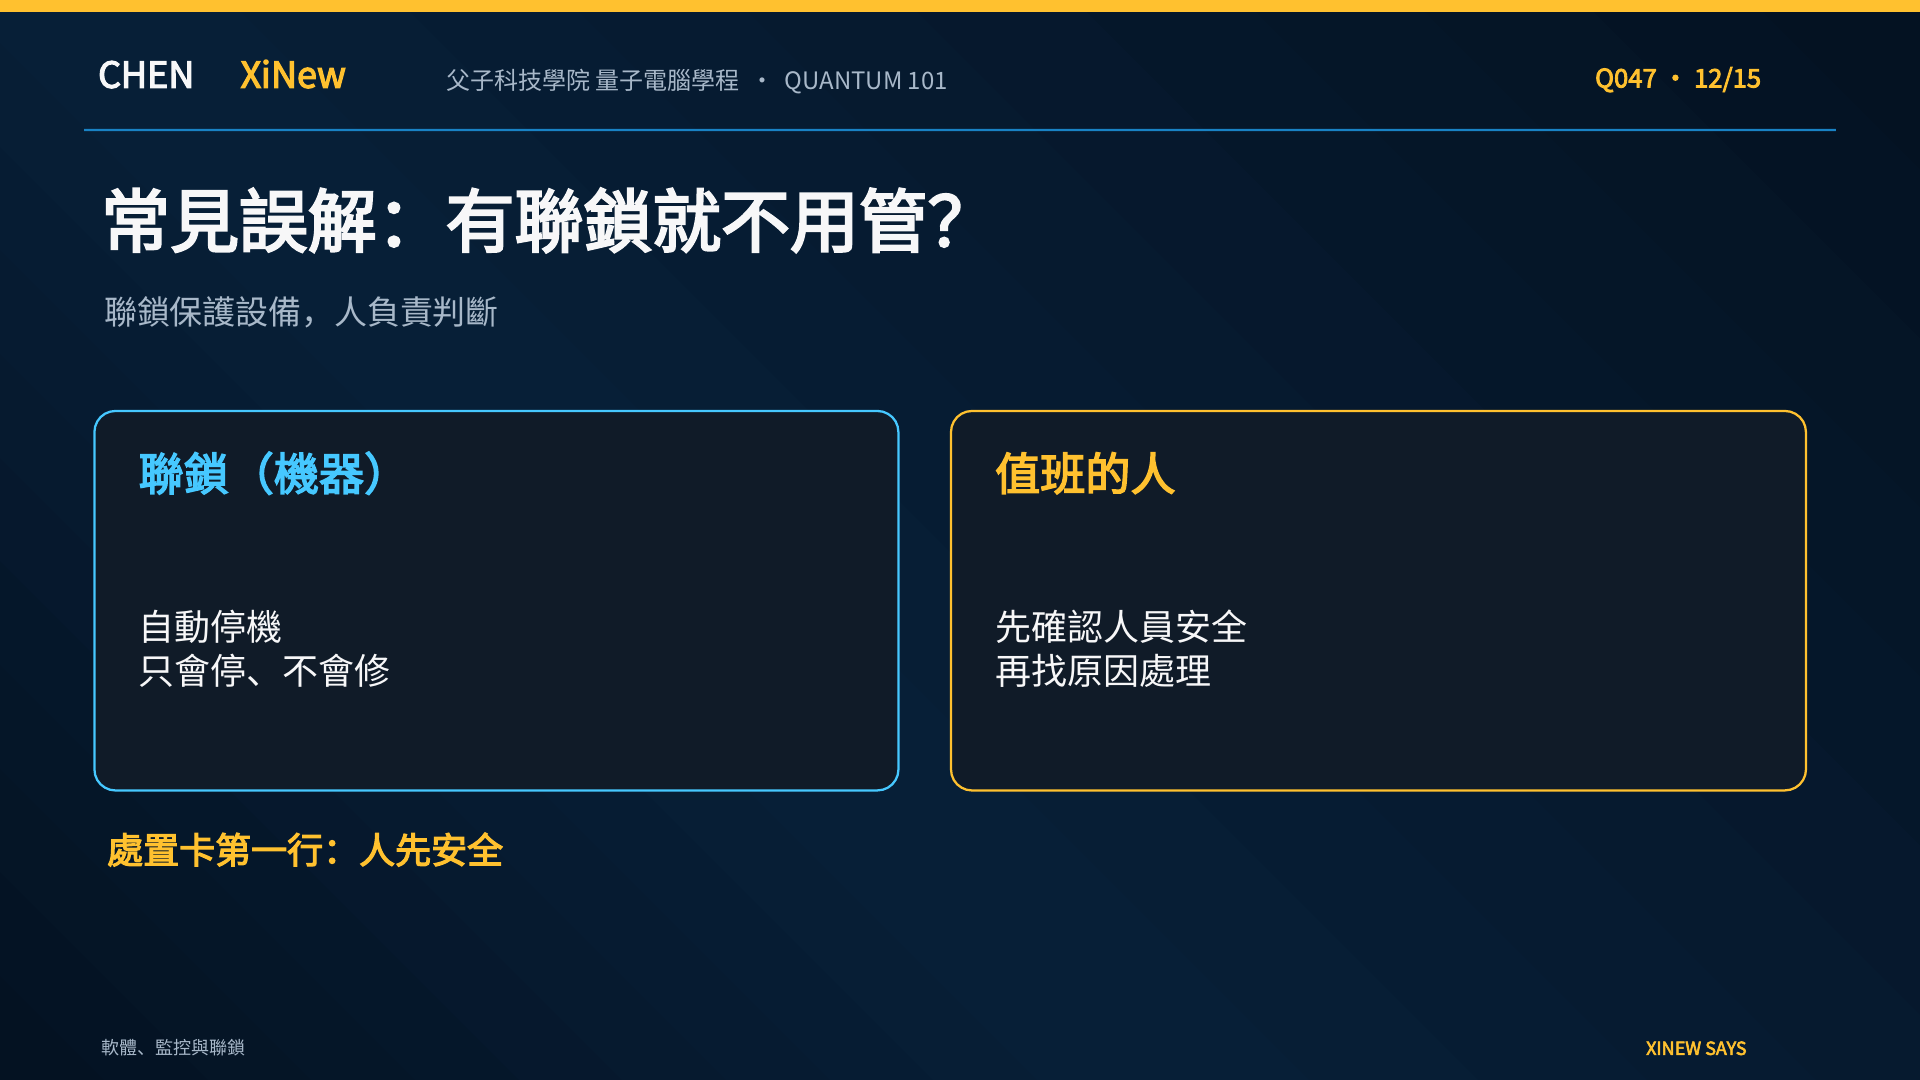 CHEN XiNew 父子科技學院 量子電腦學程 • QUANTUM 101 Q047 • 12/15
常見誤解：有聯鎖就不用管？
聯鎖保護設備，人負責判斷
聯鎖（機器）
自動停機
只會停、不會修
值班的人
先確認人員安全
再找原因處理
處置卡第一行：人先安全
軟體、監控與聯鎖 XINEW SAYS